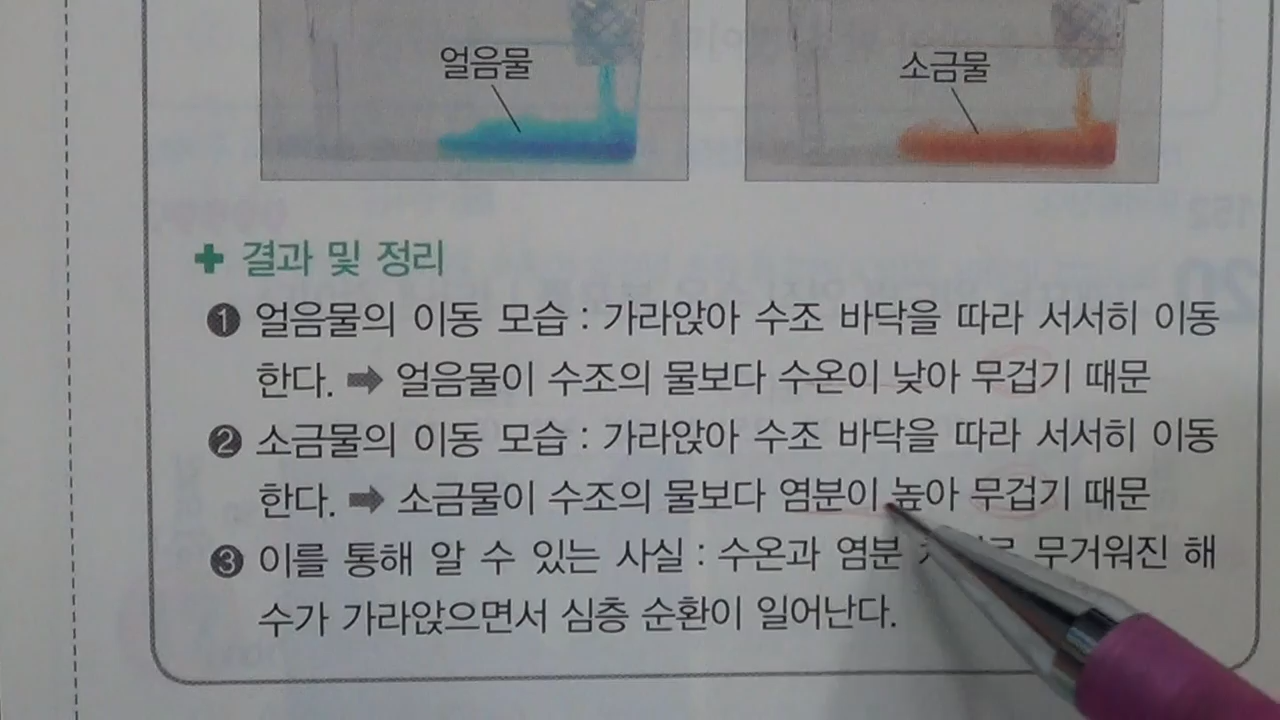 얼음물
소금물
✚ 결과 및 정리
❶ 얼음물의 이동 모습 : 가라앉아 수조 바닥을 따라 서서히 이동
한다. ➡ 얼음물이 수조의 물보다 수온이 낮아 무겁기 때문
❷ 소금물의 이동 모습 : 가라앉아 수조 바닥을 따라 서서히 이동
한다. ➡ 소금물이 수조의 물보다 염분이 높아 무겁기 때문
❸ 이를 통해 알 수 있는 사실 : 수온과 염분 무거워진 해
수가 가라앉으면서 심층 순환이 일어난다.